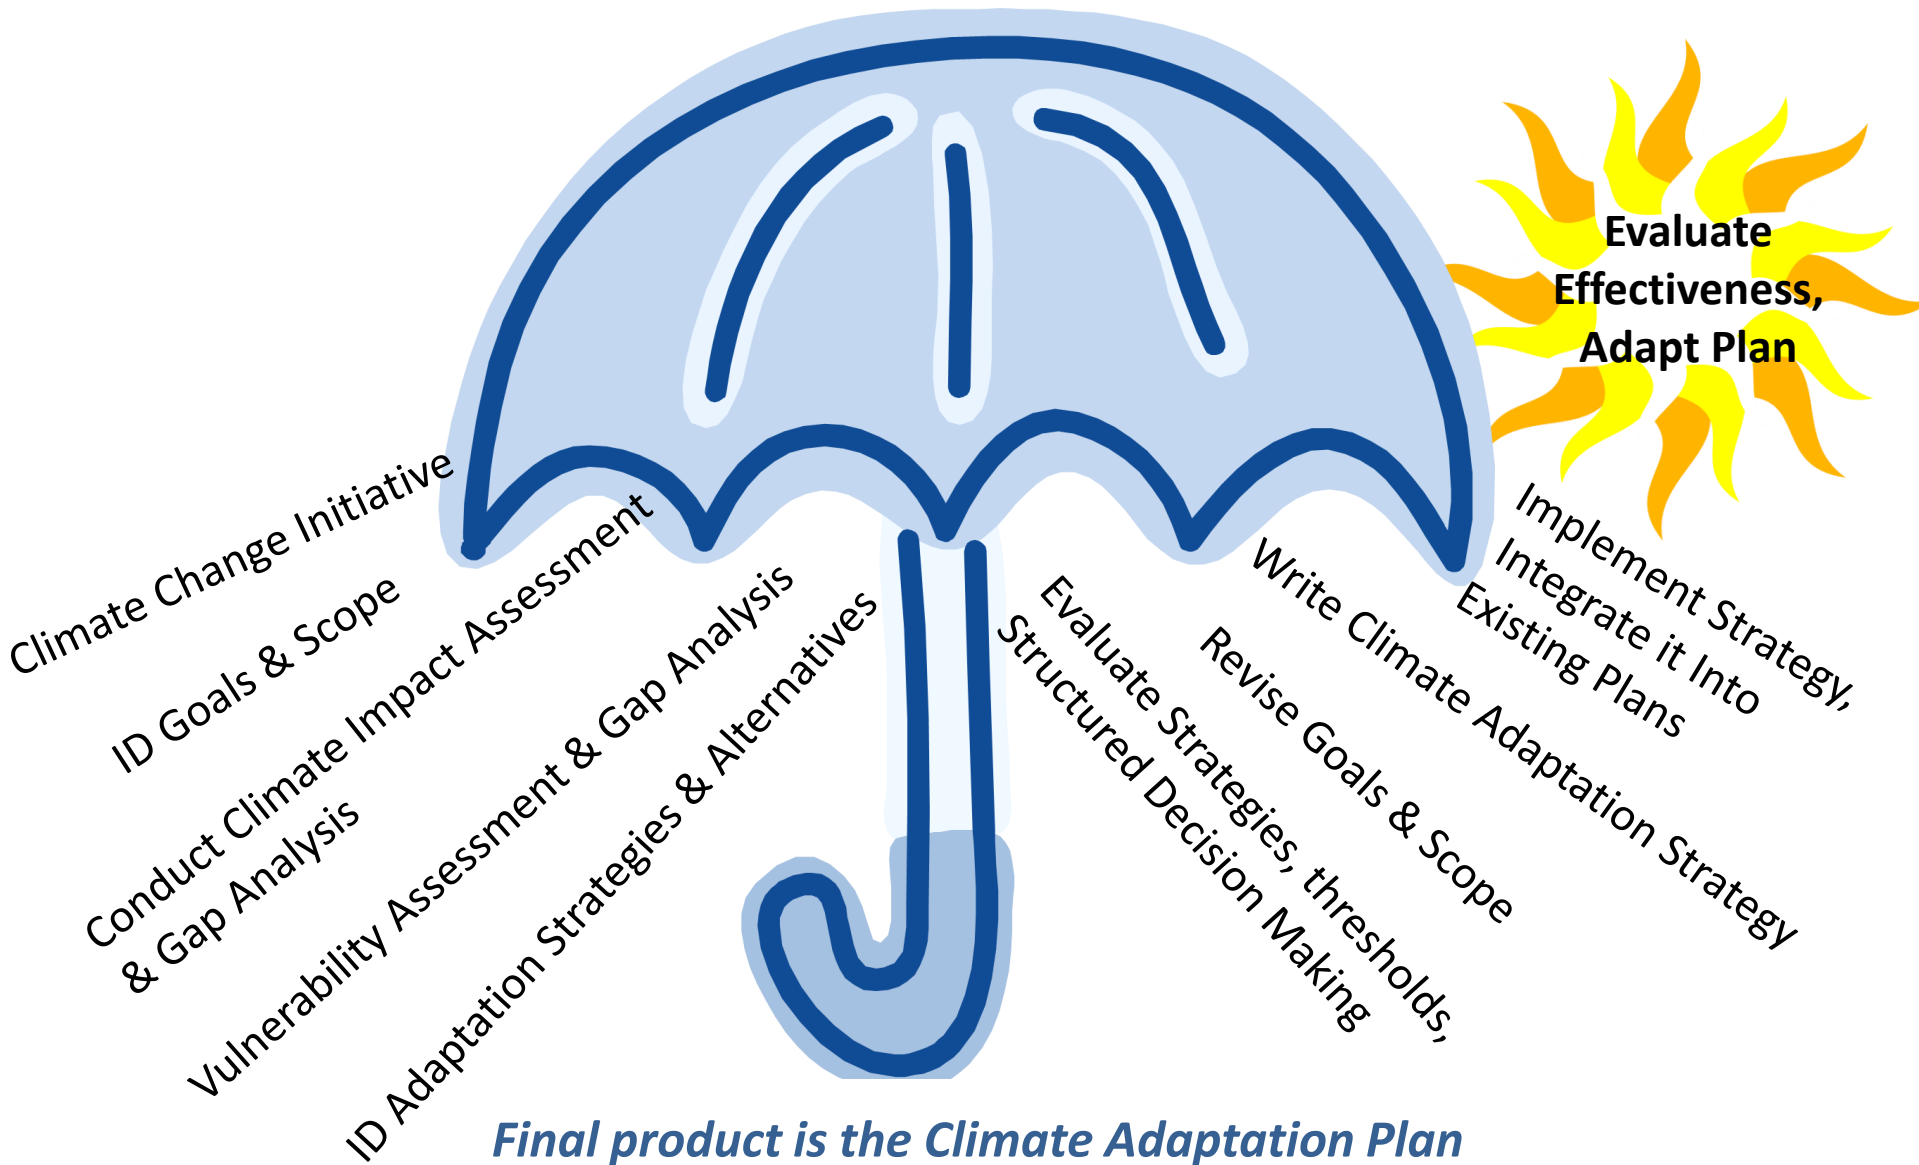 Climate Change Initiative
ID Goals & Scope
Conduct Climate Impact Assessment
& Gap Analysis
Vulnerability Assessment & Gap Analysis
ID Adaptation Strategies & Alternatives
Evaluate Strategies, thresholds,
Structured Decision Making
Revise Goals & Scope
Write Climate Adaptation Strategy
Implement Strategy,
Integrate it Into
Existing Plans
Evaluate
Effectiveness,
Adapt Plan
Final product is the Climate Adaptation Plan